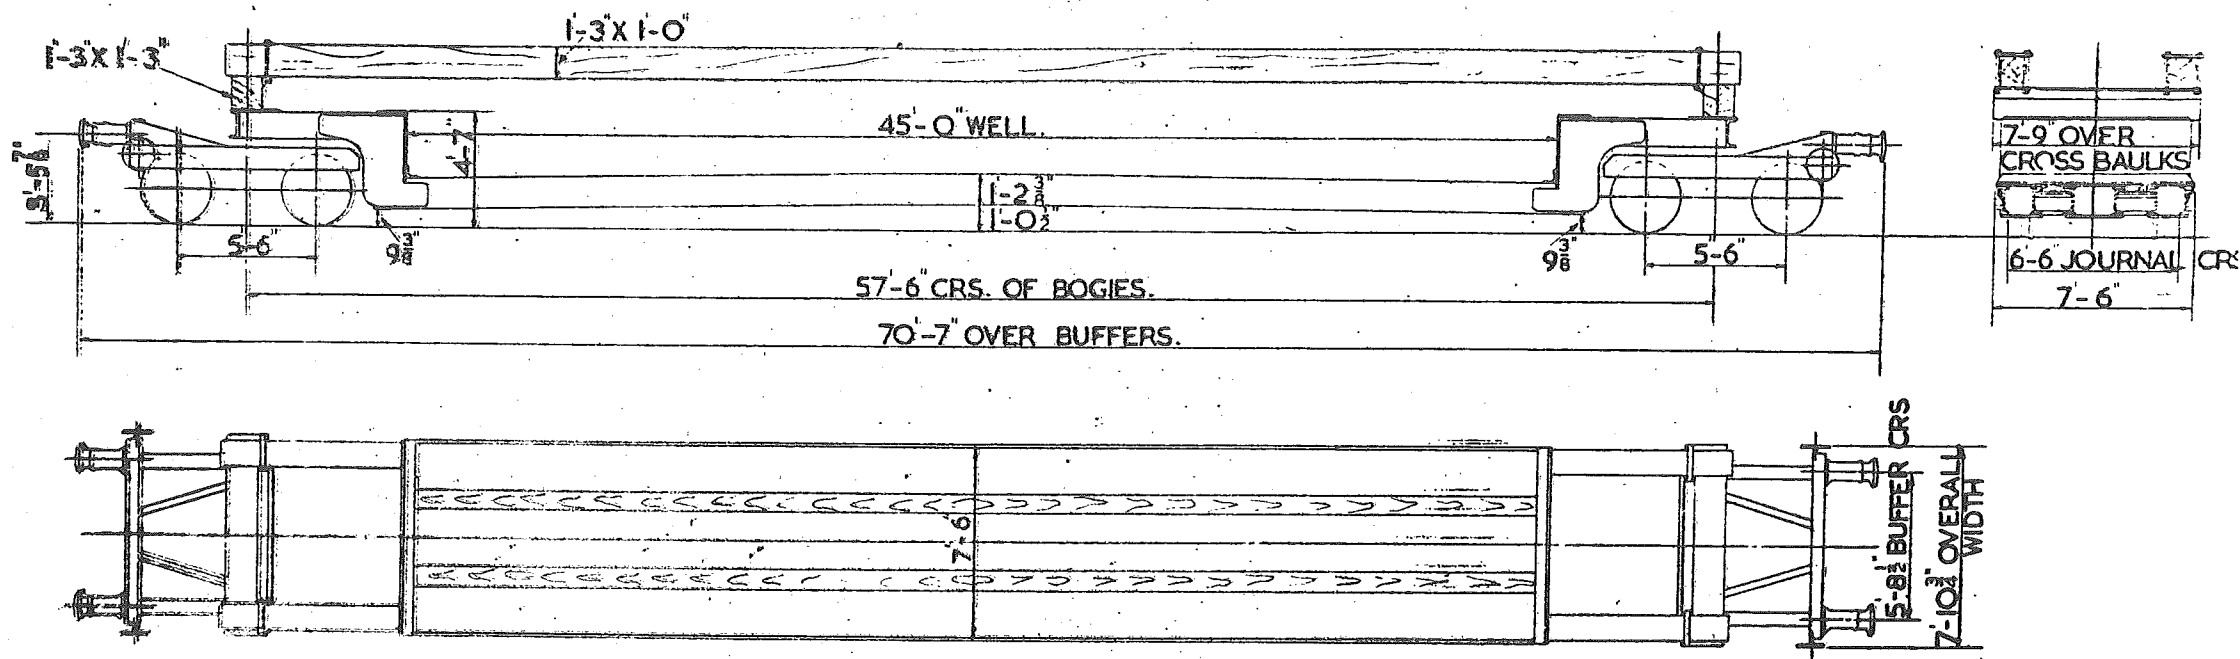 1'-3" X 1'-0"
1'-3" X 1'-3"
45'-0" WELL.
4'-7"
7'-9" OVER
CROSS BAULKS
1'-2 3/8"
1'-0 1/2"
5'-6"
9 3/8"
9 3/8"
5'-6"
6'-6" JOURNAL CRS
57'-6" CRS. OF BOGIES.
7'-6"
70'-7" OVER BUFFERS.
7'-6"
5'-8 1/2" BUFFER CRS
7'-10 3/4" OVERALL
WIDTH